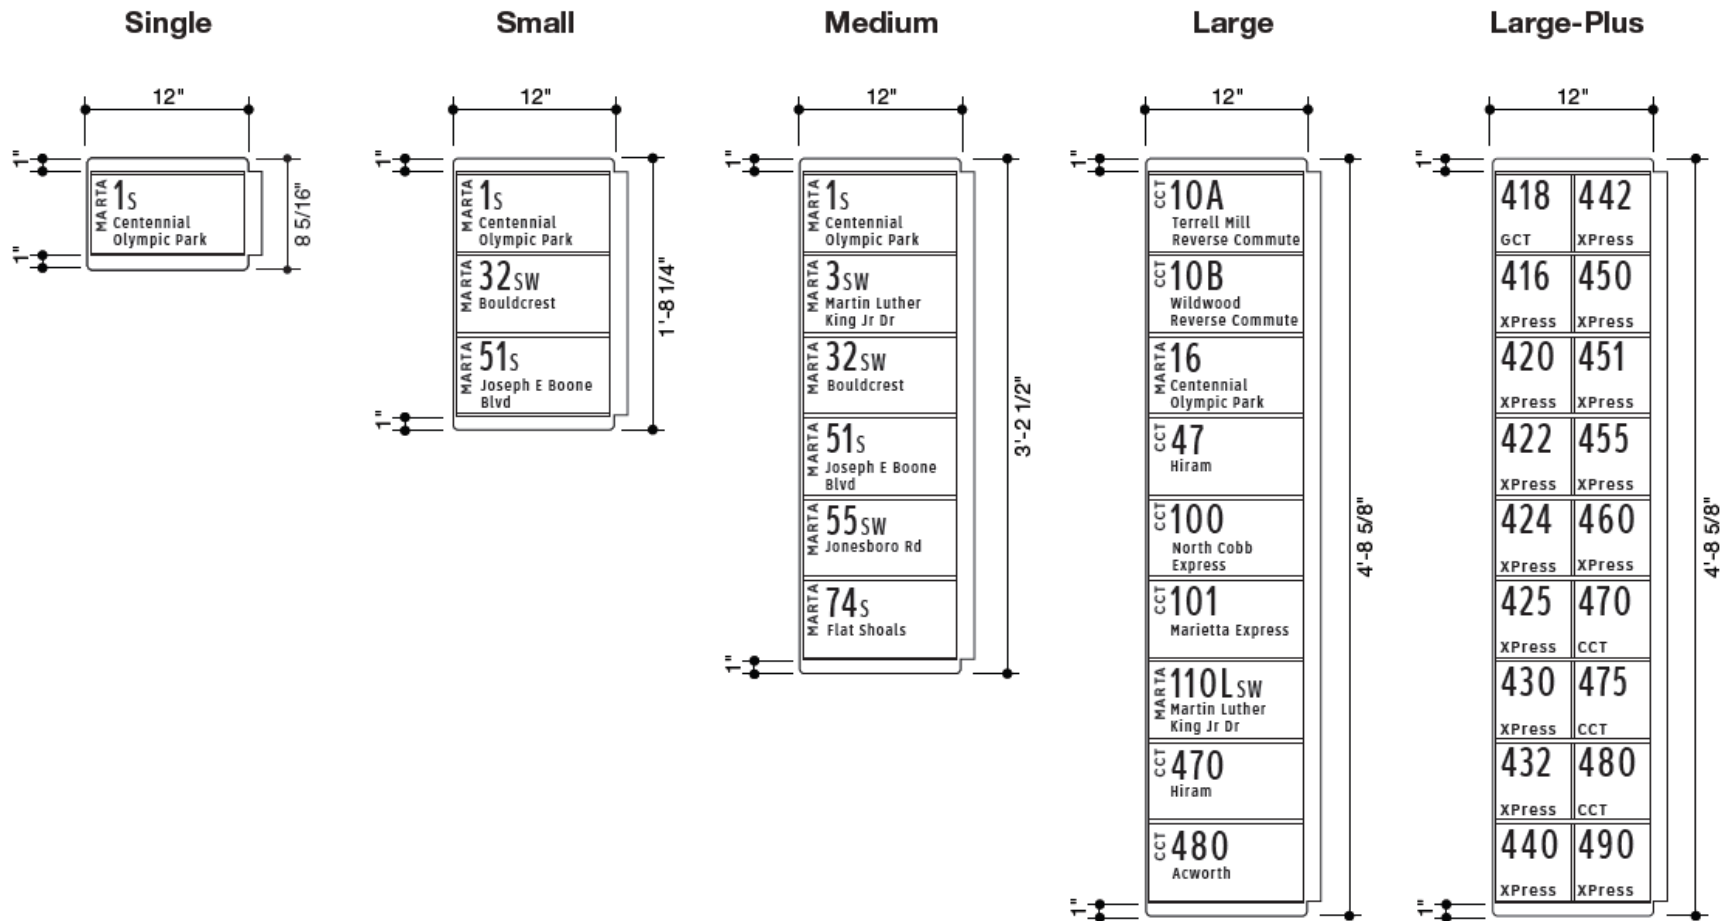 Single
12"
1"
MARTA
1S
Centennial
Olympic Park
1"
8 5/16"
Small
12"
1"
MARTA
1S
Centennial
Olympic Park
MARTA
32SW
Bouldcrest
MARTA
51S
Joseph E Boone
Blvd
1"
1'-8 1/4"
Medium
12"
1"
MARTA
1S
Centennial
Olympic Park
MARTA
3SW
Martin Luther
King Jr Dr
MARTA
32SW
Bouldcrest
MARTA
51S
Joseph E Boone
Blvd
MARTA
55SW
Jonesboro Rd
MARTA
74S
Flat Shoals
1"
3'-2 1/2"
Large
12"
1"
CCT
10A
Terrell Mill
Reverse Commute
CCT
10B
Wildwood
Reverse Commute
MARTA
16
Centennial
Olympic Park
CCT
47
Hiram
CCT
100
North Cobb
Express
CCT
101
Marietta Express
MARTA
110LSW
Martin Luther
King Jr Dr
CCT
470
Hiram
CCT
480
Acworth
1"
4'-8 5/8"
Large-Plus
12"
1"
418 442
GCT XPress
416 450
XPress XPress
420 451
XPress XPress
422 455
XPress XPress
424 460
XPress XPress
425 470
XPress CCT
430 475
XPress CCT
432 480
XPress CCT
440 490
XPress XPress
1"
4'-8 5/8"